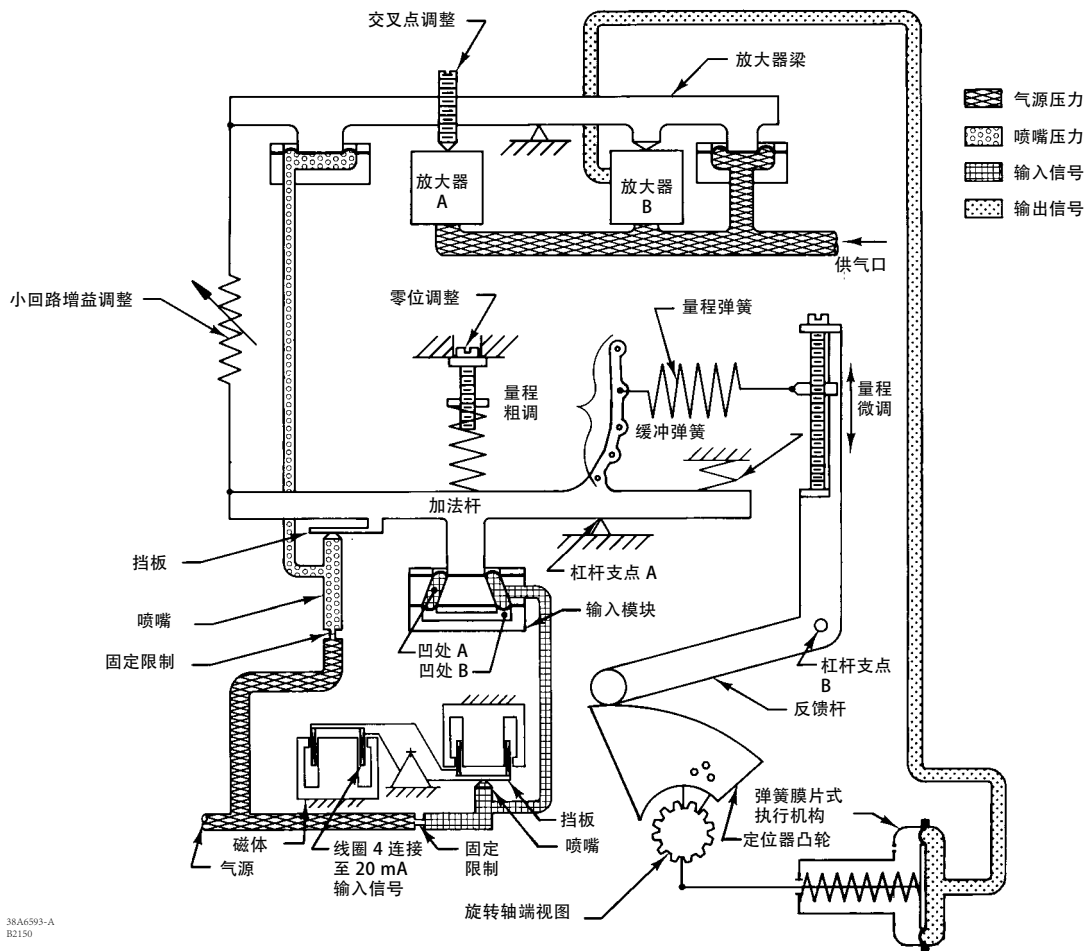 交叉点调整
放大器梁
气源压力
喷嘴压力
输入信号
输出信号
放大器
A
放大器
B
供气口
小回路增益调整
零位调整
量程弹簧
量程
粗调
量程
微调
缓冲弹簧
加法杆
挡板
杠杆支点 A
喷嘴
输入模块
固定限制
凹处 A
凹处 B
杠杆支点
B
反馈杆
弹簧膜片式
执行机构
挡板
定位器凸轮
磁体
气源
线圈 4 连接
至 20 mA
输入信号
固定
限制
喷嘴
旋转轴端视图
38A6593-A
B2150